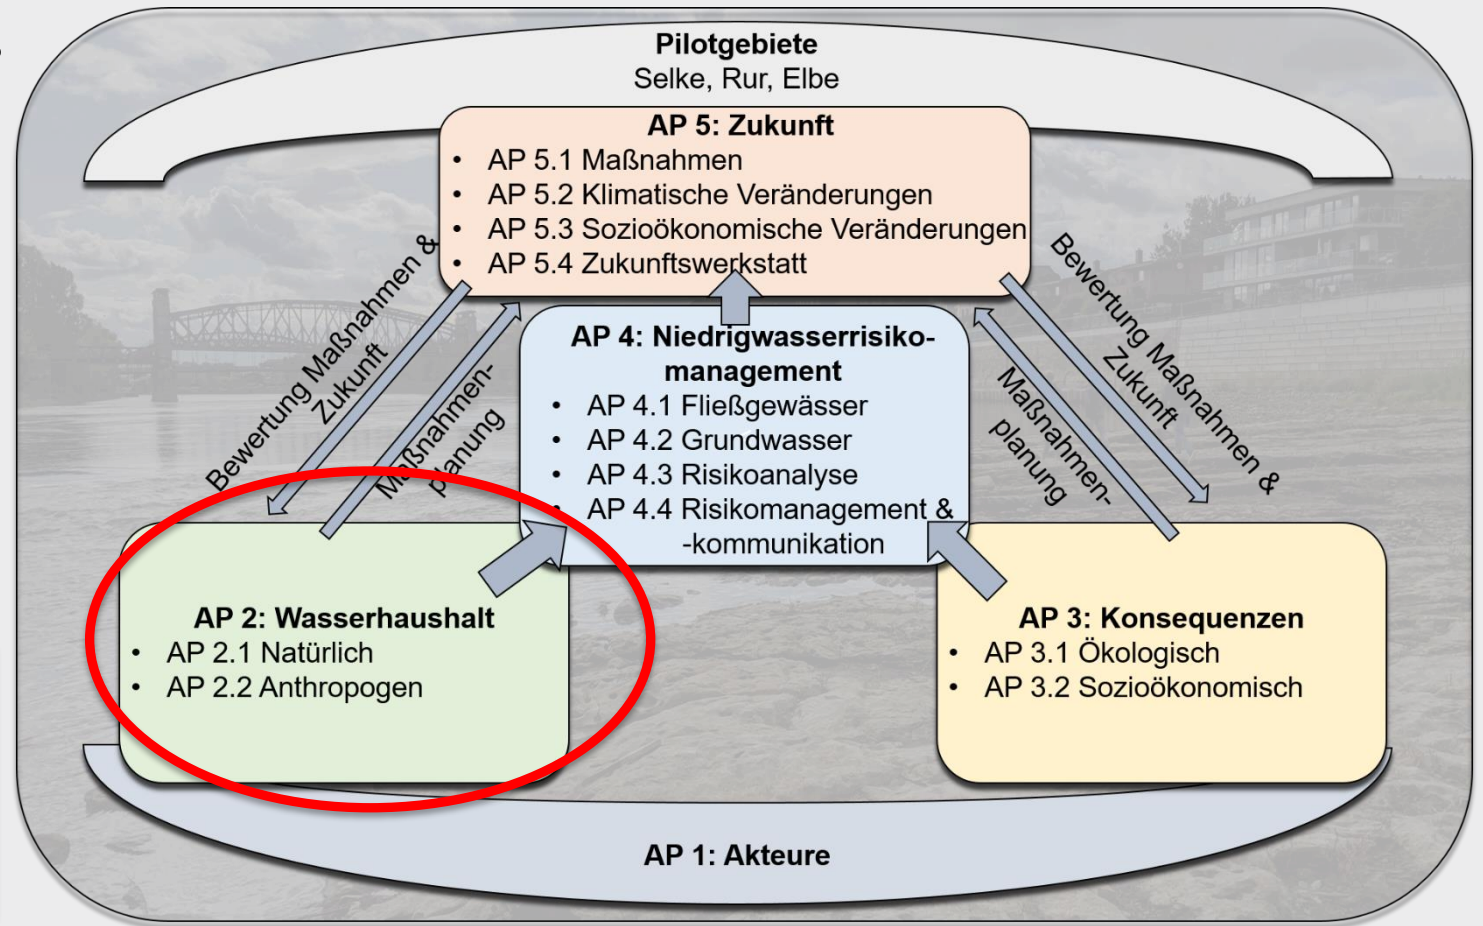 Pilotgebiete
Selke, Rur, Elbe
AP 5: Zukunft
• AP 5.1 Maßnahmen
• AP 5.2 Klimatische Veränderungen
• AP 5.3 Sozioökonomische Veränderungen
• AP 5.4 Zukunftswerkstatt
Bewertung Maßnahmen &
Zukunft
Maßnahmen-
planung
AP 4: Niedrigwasserrisiko-
management
• AP 4.1 Fließgewässer
• AP 4.2 Grundwasser
• AP 4.3 Risikoanalyse
• AP 4.4 Risikomanagement &
-kommunikation
Bewertung Maßnahmen &
Zukunft
Maßnahmen-
planung
AP 2: Wasserhaushalt
• AP 2.1 Natürlich
• AP 2.2 Anthropogen
AP 3: Konsequenzen
• AP 3.1 Ökologisch
• AP 3.2 Sozioökonomisch
AP 1: Akteure